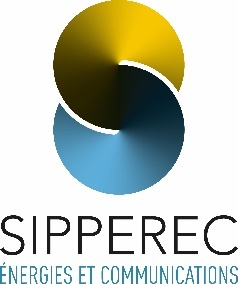 SIPPEREC
ÉNERGIES ET COMMUNICATIONS